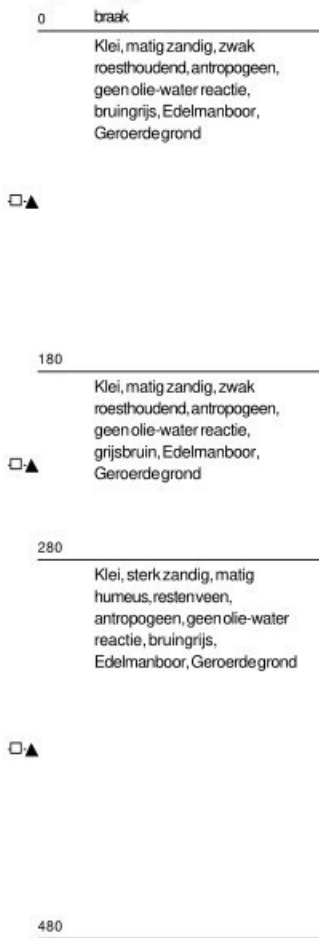 0 braak
Klei, matig zandig, zwak
roesthoudend, antropogeen,
geen olie-water reactie,
bruingrijs, Edelmanboor,
Geroerde grond
180
Klei, matig zandig, zwak
roesthoudend, antropogeen,
geen olie-water reactie,
grijsbruin, Edelmanboor,
Geroerde grond
280
Klei, sterk zandig, matig
humeus, resten veen,
antropogeen, geen olie-water
reactie, bruingrijs,
Edelmanboor, Geroerde grond
480